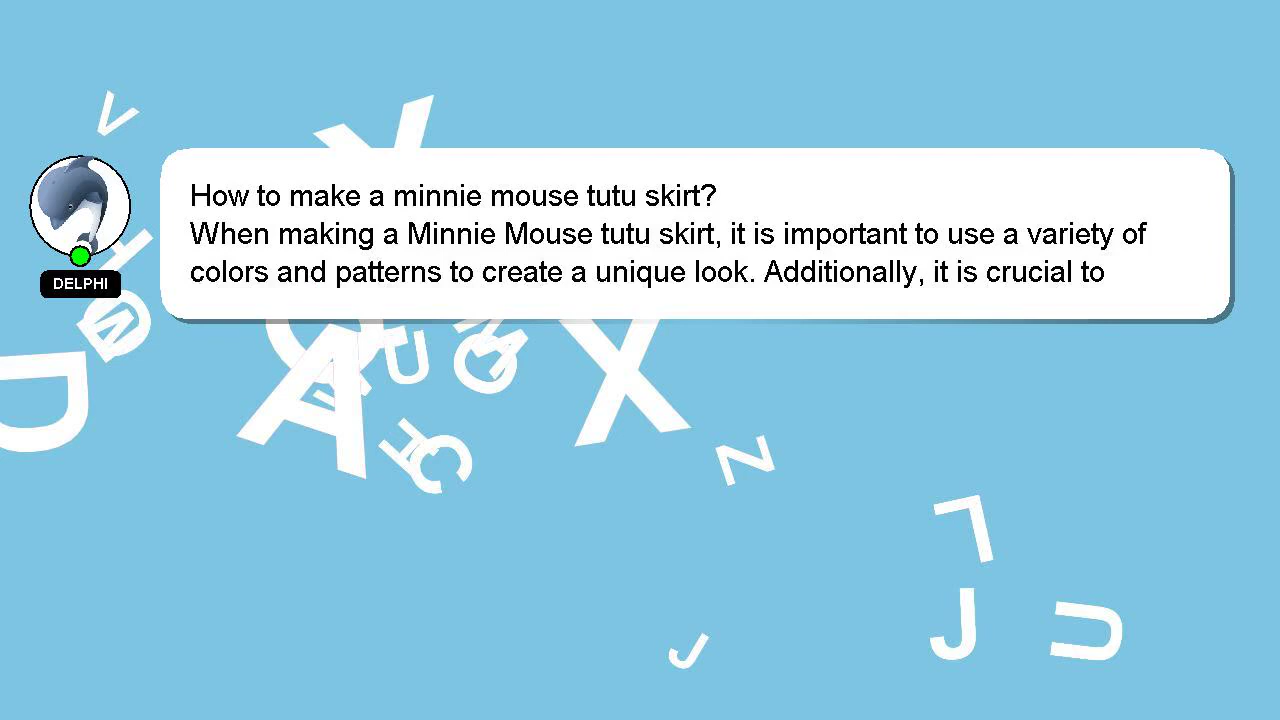 V
Y
How to make a minnie mouse tutu skirt?
When making a Minnie Mouse tutu skirt, it is important to use a variety of
colors and patterns to create a unique look. Additionally, it is crucial to
DELPHI
D
A
U
X
H
C
Z
L
J
U
J